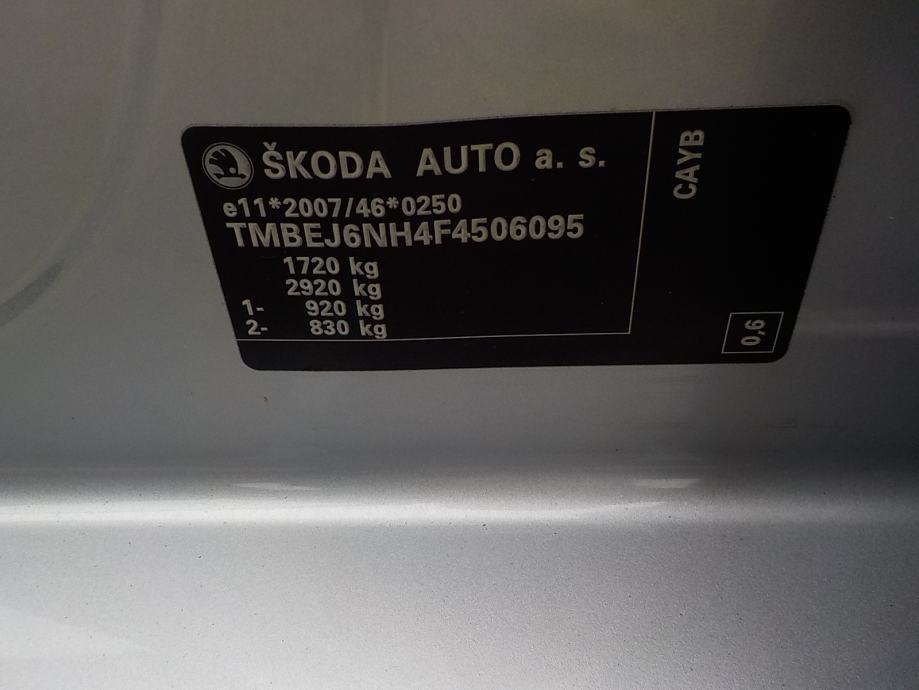 ŠKODA AUTO a. s.
e11*2007/46*0250
TMBEJ6NH4F4506095
1720 kg
2920 kg
1- 920 kg
2- 830 kg
CAYB
0,6